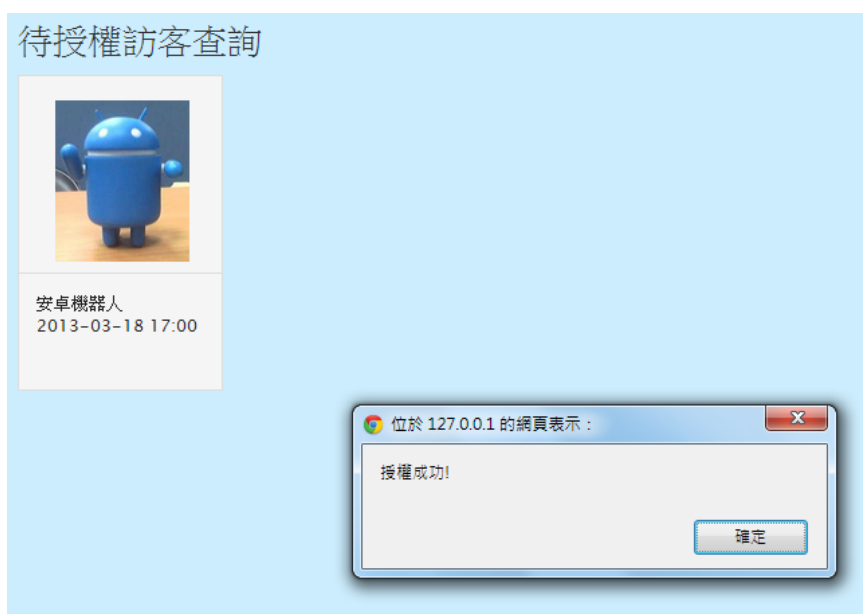 待授權訪客查詢
安卓機器人
2013-03-18 17:00
位於 127.0.0.1 的網頁表示：
授權成功!
確定